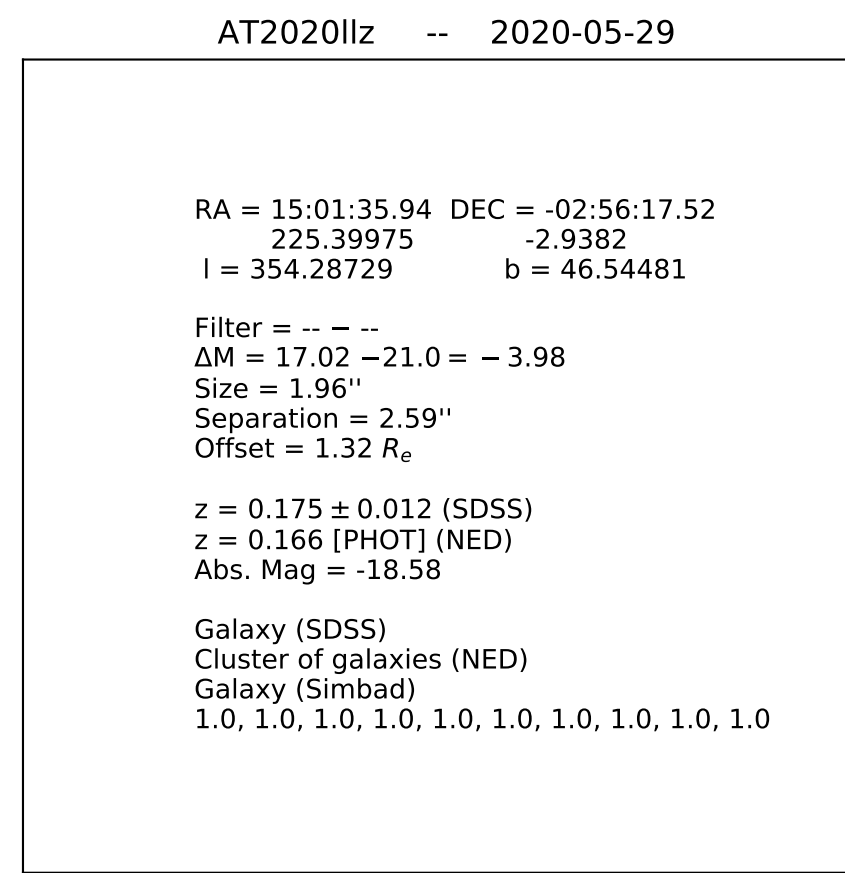 AT2020llz -- 2020-05-29
RA = 15:01:35.94 DEC = -02:56:17.52
225.39975 -2.9382
l = 354.28729 b = 46.54481
Filter = -- − --
ΔM = 17.02 −21.0 = − 3.98
Size = 1.96''
Separation = 2.59''
Offset = 1.32 Rₑ
z = 0.175 ± 0.012 (SDSS)
z = 0.166 [PHOT] (NED)
Abs. Mag = -18.58
Galaxy (SDSS)
Cluster of galaxies (NED)
Galaxy (Simbad)
1.0, 1.0, 1.0, 1.0, 1.0, 1.0, 1.0, 1.0, 1.0, 1.0